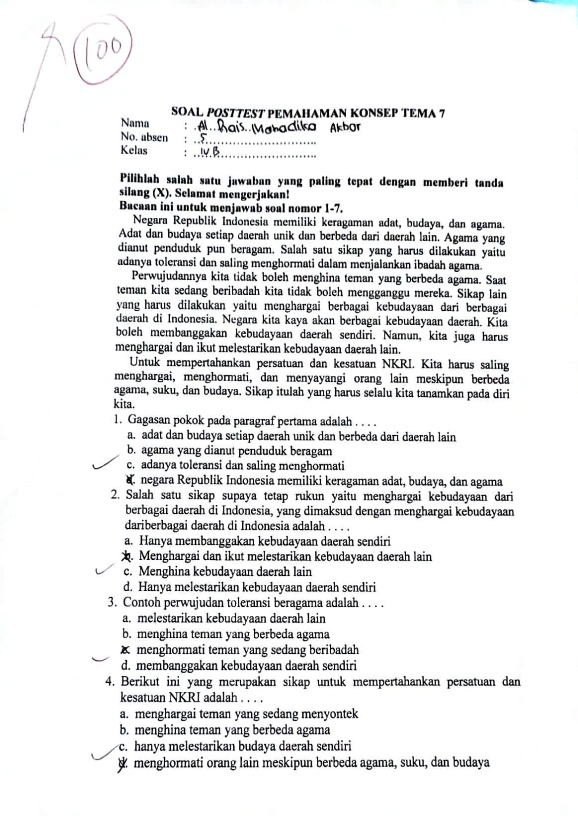 100
SOAL POSTTEST PEMAHAMAN KONSEP TEMA 7
Nama : Al Rais Mahadika Akbar
No. absen : 5
Kelas : IV B
Pilihlah salah satu jawaban yang paling tepat dengan memberi tanda
silang (X). Selamat mengerjakan!
Bacaan ini untuk menjawab soal nomor 1-7.
Negara Republik Indonesia memiliki keragaman adat, budaya, dan agama.
Adat dan budaya setiap daerah unik dan berbeda dari daerah lain. Agama yang
dianut penduduk pun beragam. Salah satu sikap yang harus dilakukan yaitu
adanya toleransi dan saling menghormati dalam menjalankan ibadah agama.
Perwujudannya kita tidak boleh menghina teman yang berbeda agama. Saat
teman kita sedang beribadah kita tidak boleh mengganggu mereka. Sikap lain
yang harus dilakukan yaitu menghargai berbagai kebudayaan dari berbagai
daerah di Indonesia. Negara kita kaya akan berbagai kebudayaan daerah. Kita
boleh membanggakan kebudayaan daerah sendiri. Namun, kita juga harus
menghargai dan ikut melestarikan kebudayaan daerah lain.
Untuk mempertahankan persatuan dan kesatuan NKRI. Kita harus saling
menghargai, menghormati, dan menyayangi orang lain meskipun berbeda
agama, suku, dan budaya. Sikap itulah yang harus selalu kita tanamkan pada diri
kita.
1. Gagasan pokok pada paragraf pertama adalah . . . .
a. adat dan budaya setiap daerah unik dan berbeda dari daerah lain
b. agama yang dianut penduduk beragam
c. adanya toleransi dan saling menghormati
d. negara Republik Indonesia memiliki keragaman adat, budaya, dan agama
2. Salah satu sikap supaya tetap rukun yaitu menghargai kebudayaan dari
berbagai daerah di Indonesia, yang dimaksud dengan menghargai kebudayaan
dariberbagai daerah di Indonesia adalah . . . .
a. Hanya membanggakan kebudayaan daerah sendiri
b. Menghargai dan ikut melestarikan kebudayaan daerah lain
c. Menghina kebudayaan daerah lain
d. Hanya melestarikan kebudayaan daerah sendiri
3. Contoh perwujudan toleransi beragama adalah . . . .
a. melestarikan kebudayaan daerah lain
b. menghina teman yang berbeda agama
c. menghormati teman yang sedang beribadah
d. membanggakan kebudayaan daerah sendiri
4. Berikut ini yang merupakan sikap untuk mempertahankan persatuan dan
kesatuan NKRI adalah . . . .
a. menghargai teman yang sedang menyontek
b. menghina teman yang berbeda agama
c. hanya melestarikan budaya daerah sendiri
d. menghormati orang lain meskipun berbeda agama, suku, dan budaya